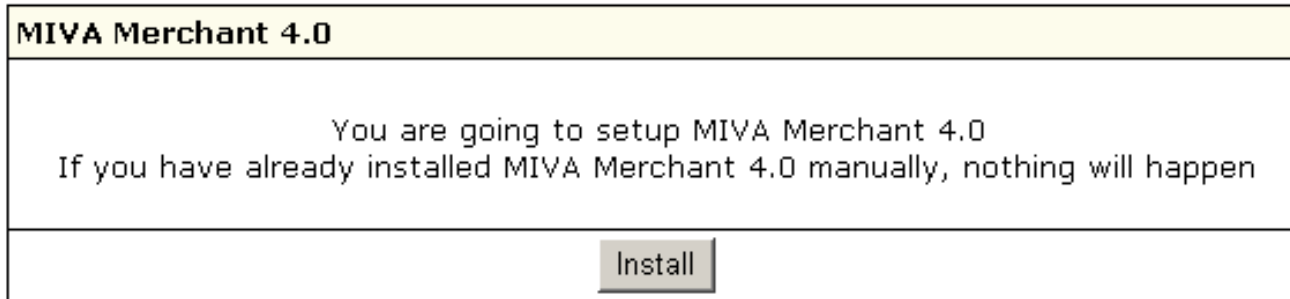 MIVA Merchant 4.0
You are going to setup MIVA Merchant 4.0
If you have already installed MIVA Merchant 4.0 manually, nothing will happen
Install